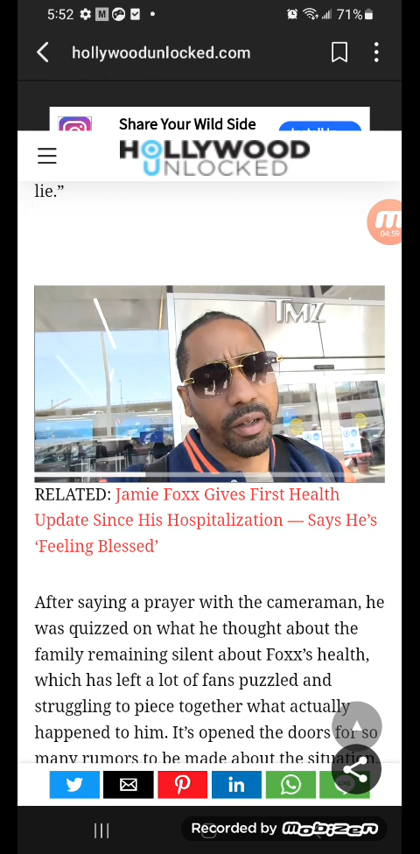 5:52
71%
hollywoodunlocked.com
Share Your Wild Side
HOLLYWOOD
UNLOCKED
04:59
lie.”
TMZ
RELATED: Jamie Foxx Gives First Health
Update Since His Hospitalization — Says He’s
‘Feeling Blessed’
After saying a prayer with the cameraman, he
was quizzed on what he thought about the
family remaining silent about Foxx’s health,
which has left a lot of fans puzzled and
struggling to piece together what actually
happened to him. It’s opened the doors for so
many rumors to be made about the situation.
Recorded by mobizen